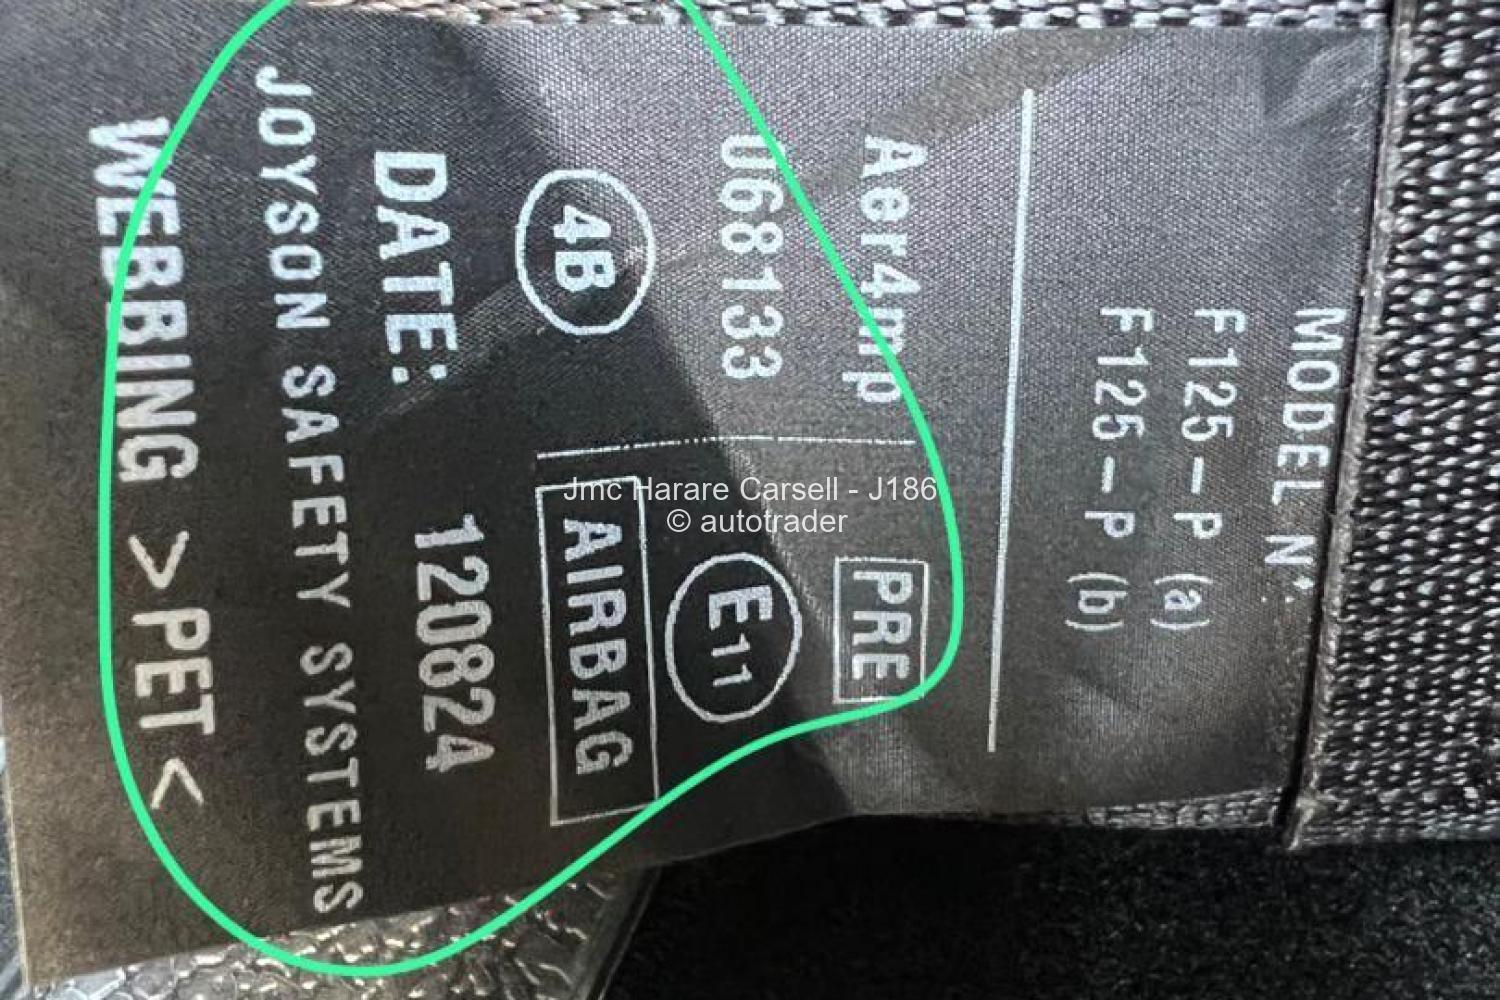 MODEL N°:
F125-P (a)
F125-P (b)
Aer4mp PRE
068133 E11
4B AIRBAG
DATE: 120824
JOYSON SAFETY SYSTEMS
WEBBING >PET<
Jmc Harare Carsell - J186
© autotrader